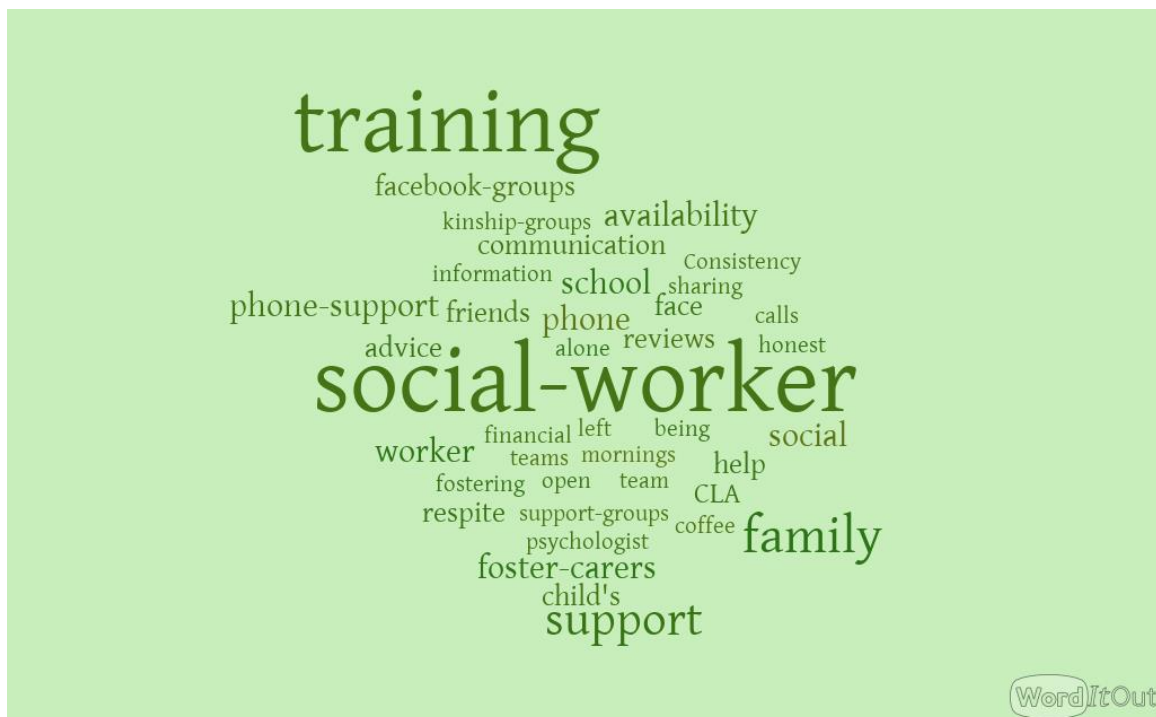 training
facebook-groups
kinship-groups availability
communication
information school Consistency
sharing
phone-support friends phone face calls
advice alone reviews honest
social-worker
worker financial left being social
teams mornings help
fostering open team CLA
respite support-groups coffee family
psychologist
foster-carers
child's
support
WordItOut